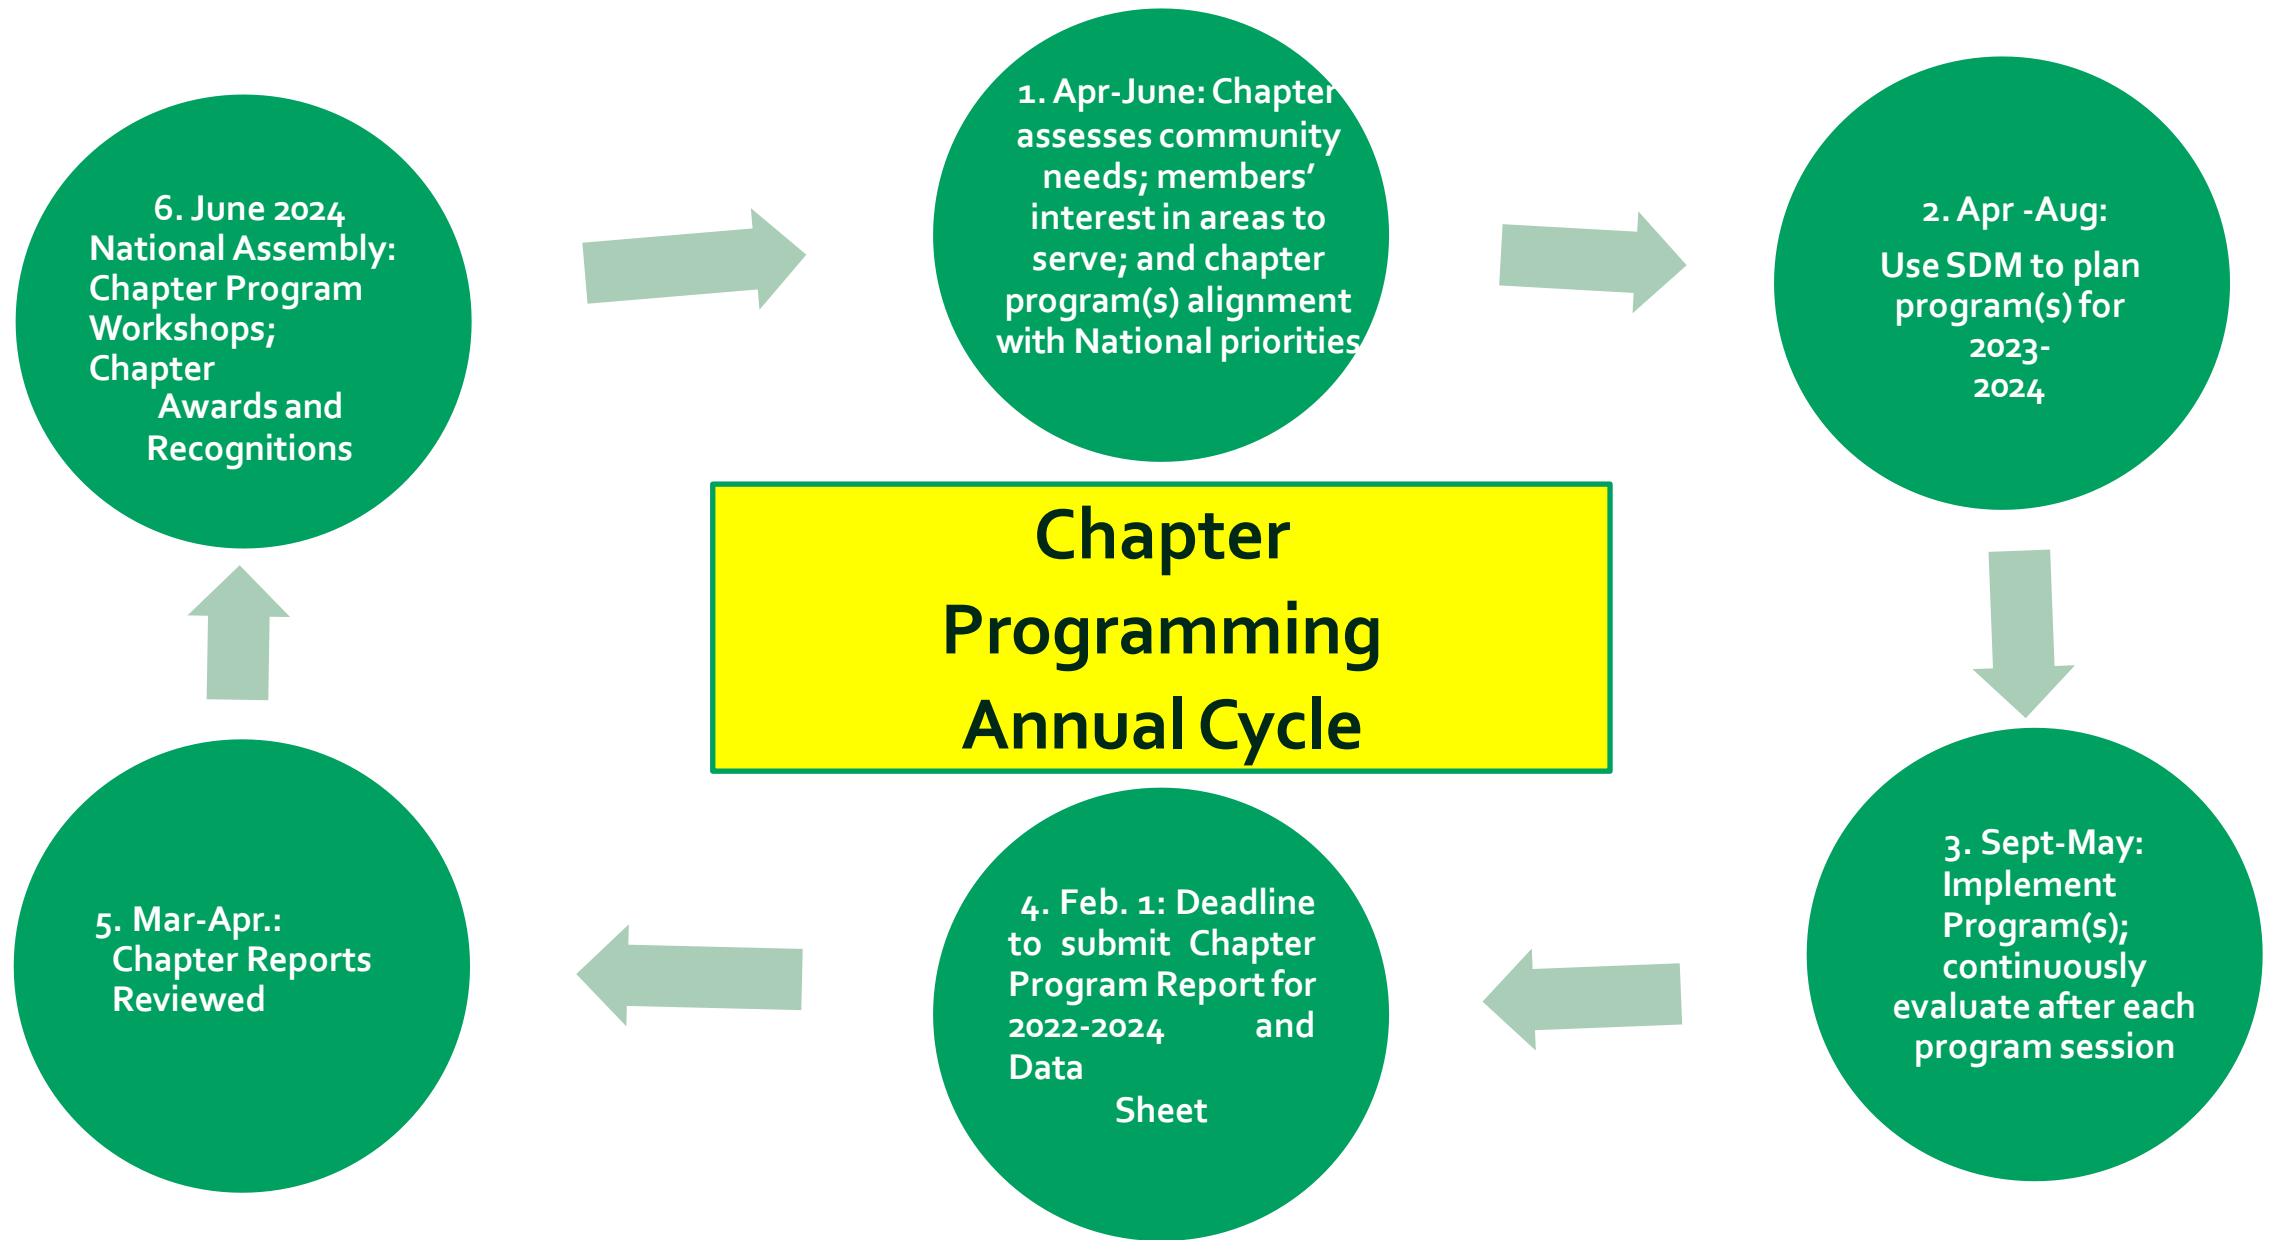 1. Apr-June: Chapter
assesses community
needs; members’
interest in areas to
serve; and chapter
program(s) alignment
with National priorities
2. Apr -Aug:
Use SDM to plan
program(s) for
2023-
2024
3. Sept-May:
Implement
Program(s);
continuously
evaluate after each
program session
4. Feb. 1: Deadline
to submit Chapter
Program Report for
2022-2024 and
Data
Sheet
5. Mar-Apr.:
Chapter Reports
Reviewed
6. June 2024
National Assembly:
Chapter Program
Workshops;
Chapter
Awards and
Recognitions
Chapter
Programming
Annual Cycle